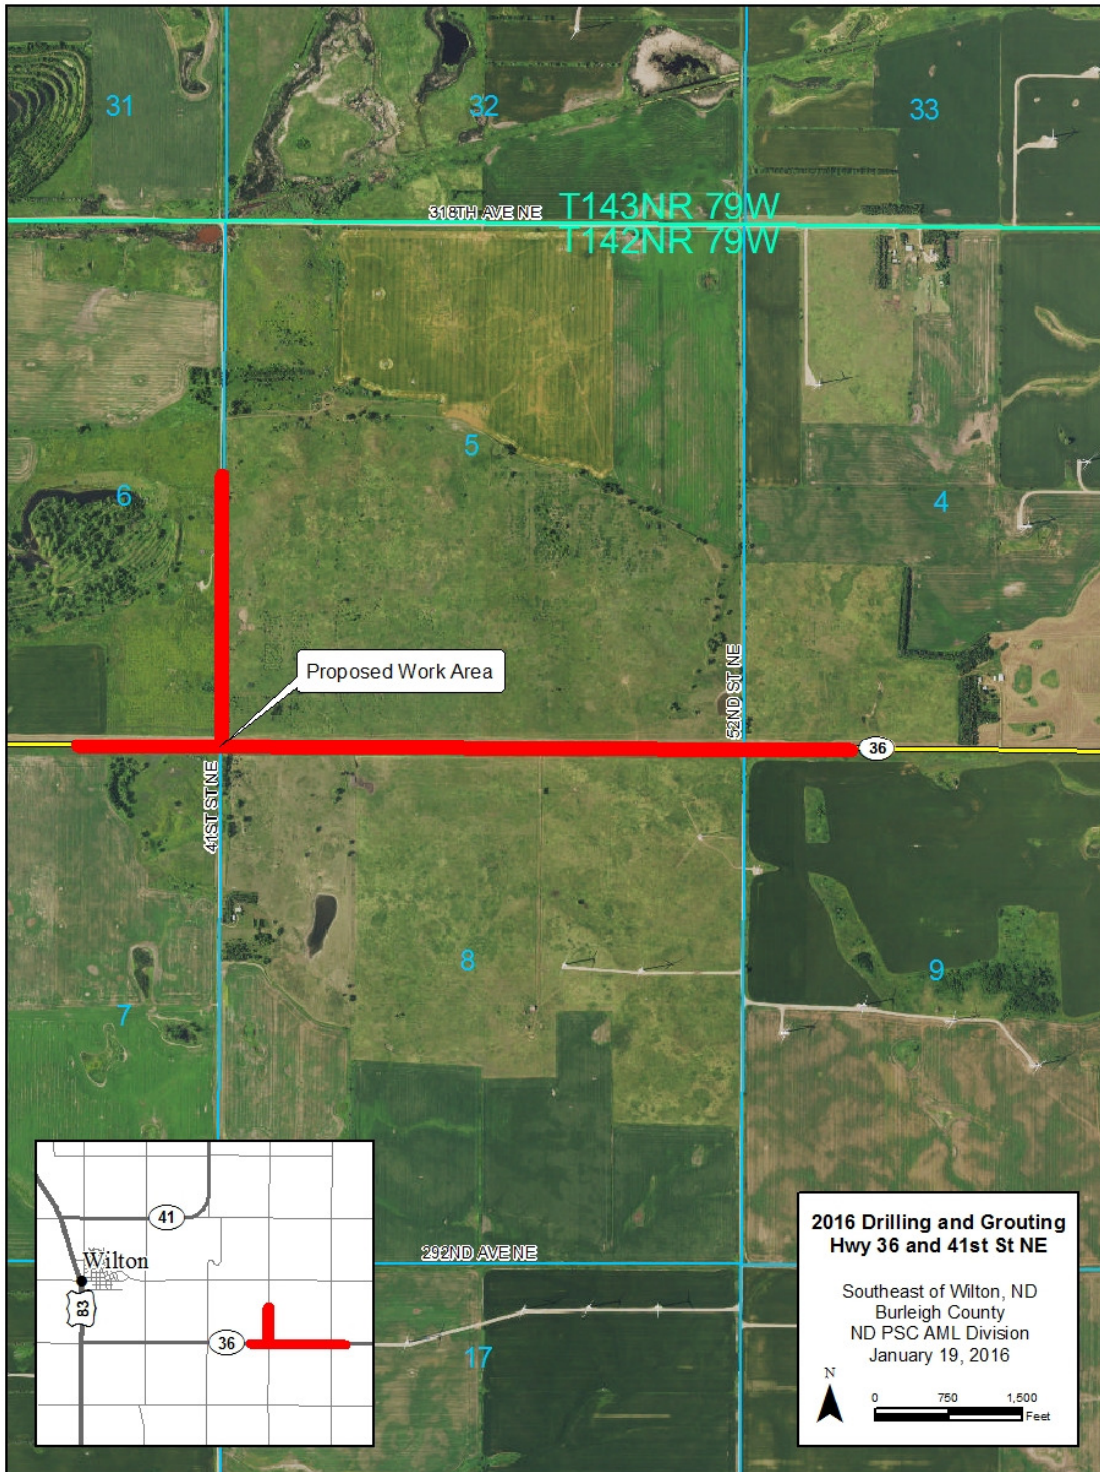 31
32
33
318TH AVE NE
T143NR 79W
T142NR 79W
5
6
4
Proposed Work Area
52ND ST NE
36
41ST ST NE
8
9
7
41
Wilton
83
36
292ND AVE NE
17
2016 Drilling and Grouting
Hwy 36 and 41st St NE
Southeast of Wilton, ND
Burleigh County
ND PSC AML Division
January 19, 2016
N
0 750 1,500
Feet